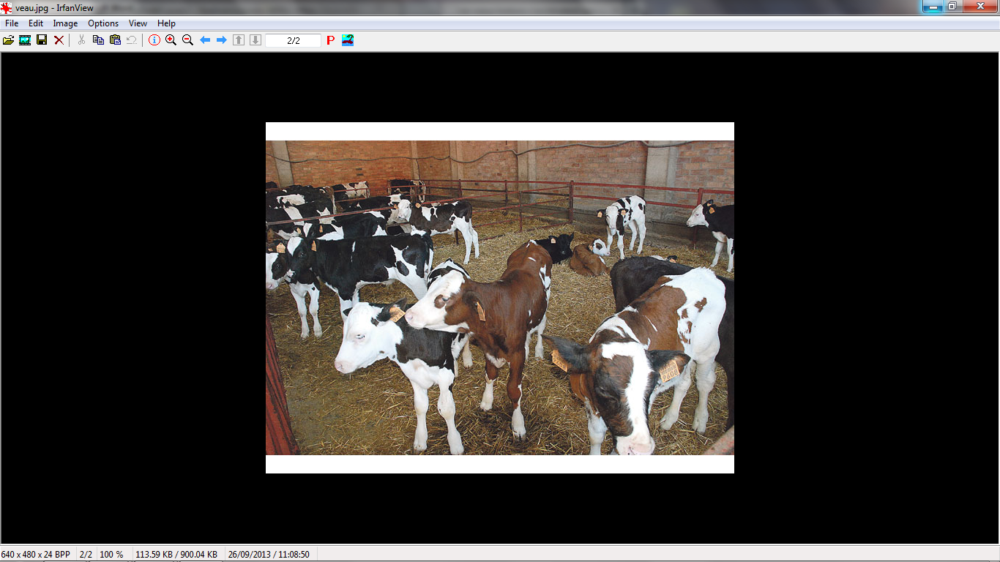 veau.jpg - IrfanView
File Edit Image Options View Help
2/2
P
9608
640 x 480 x 24 BPP 2/2 100 % 113.59 KB / 900.04 KB 26/09/2013 / 11:08:50